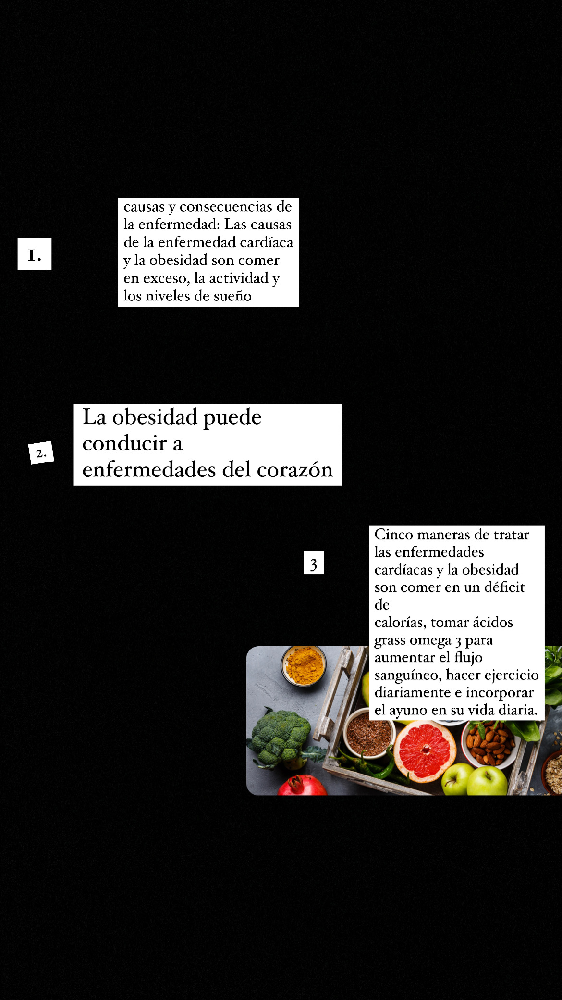 1.
causas y consecuencias de
la enfermedad: Las causas
de la enfermedad cardíaca
y la obesidad son comer
en exceso, la actividad y
los niveles de sueño
2.
La obesidad puede
conducir a
enfermedades del corazón
3
Cinco maneras de tratar
las enfermedades
cardíacas y la obesidad
son comer en un déficit
de
calorías, tomar ácidos
grass omega 3 para
aumentar el flujo
sanguíneo, hacer ejercicio
diariamente e incorporar
el ayuno en su vida diaria.